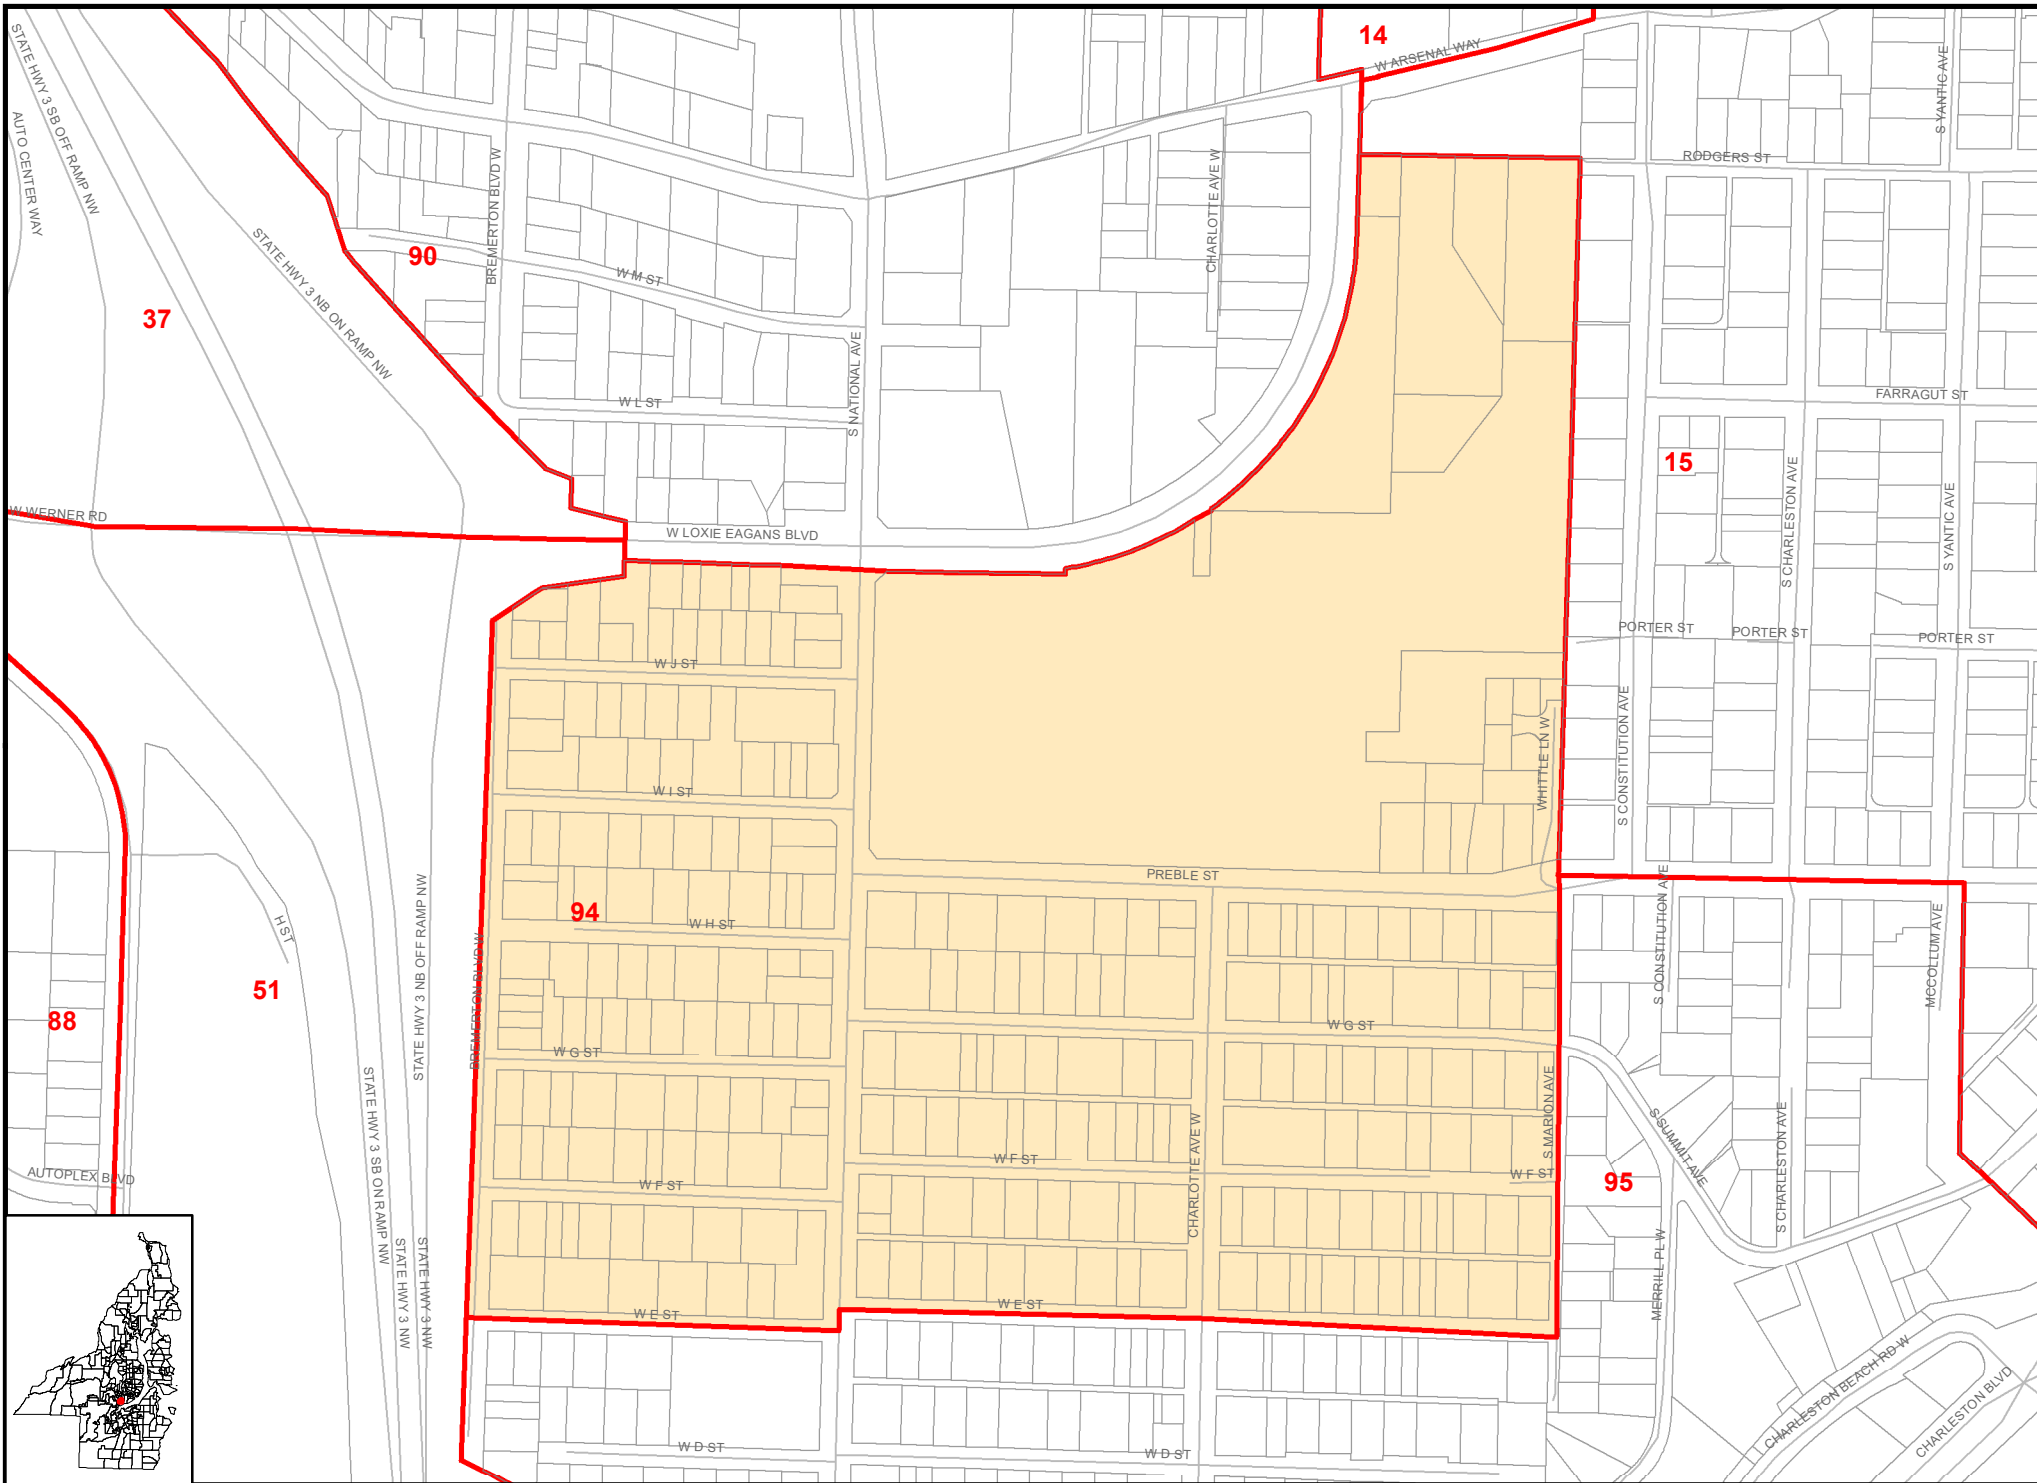 14
W ARSENAL WAY
STATE HWY 3 SB OFF RAMP NW
AUTO CENTER WAY
S YANTIC AVE
RODGERS ST
BREMERTON BLVD W
CHARLOTTE AVE W
90
STATE HWY 3 NB ON RAMP NW
W M ST
37
S NATIONAL AVE
W L ST
FARRAGUT ST
15
S CHARLESTON AVE
S YANTIC AVE
W WERNER RD
W LOXIE EAGANS BLVD
PORTER ST
PORTER ST
PORTER ST
W J ST
S CONSTITUTION AVE
WHITTLE LN W
W I ST
PREBLE ST
94
W H ST
H ST
STATE HWY 3 NB OFF RAMP NW
BREMERTON BLVD W
S CONSTITUTION AVE
MCCOLLUM AVE
51
88
W G ST
W G ST
STATE HWY 3 SB ON RAMP NW
S MARION AVE
S SUMMIT AVE
S CHARLESTON AVE
CHARLOTTE AVE W
W F ST
W F ST
W F ST
95
AUTOPLEX BLVD
STATE HWY 3 NW
STATE HWY 3 NW
MERRILL PL W
W E ST
W E ST
CHARLESTON BEACH RD W
CHARLESTON BLVD
W D ST
W D ST